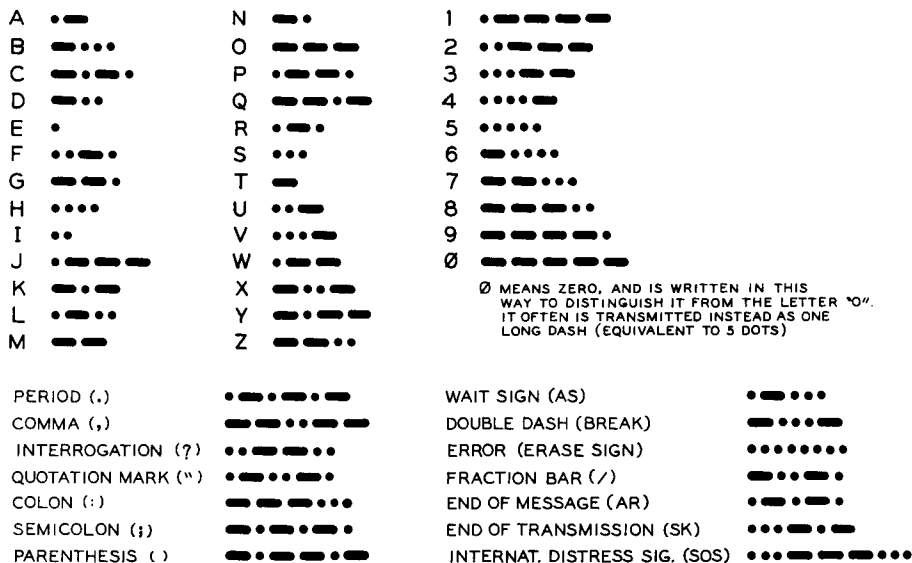 A N 1
B O 2
C P 3
D Q 4
E R 5
F S 6
G T 7
H U 8
I V 9
J W Ø
K X
L Y
M Z
Ø MEANS ZERO, AND IS WRITTEN IN THIS
WAY TO DISTINGUISH IT FROM THE LETTER "O".
IT OFTEN IS TRANSMITTED INSTEAD AS ONE
LONG DASH (EQUIVALENT TO 5 DOTS)
PERIOD (.)
COMMA (,)
INTERROGATION (?)
QUOTATION MARK (")
COLON (:)
SEMICOLON (;)
PARENTHESIS ( )
WAIT SIGN (AS)
DOUBLE DASH (BREAK)
ERROR (ERASE SIGN)
FRACTION BAR (/)
END OF MESSAGE (AR)
END OF TRANSMISSION (SK)
INTERNAT. DISTRESS SIG. (SOS)